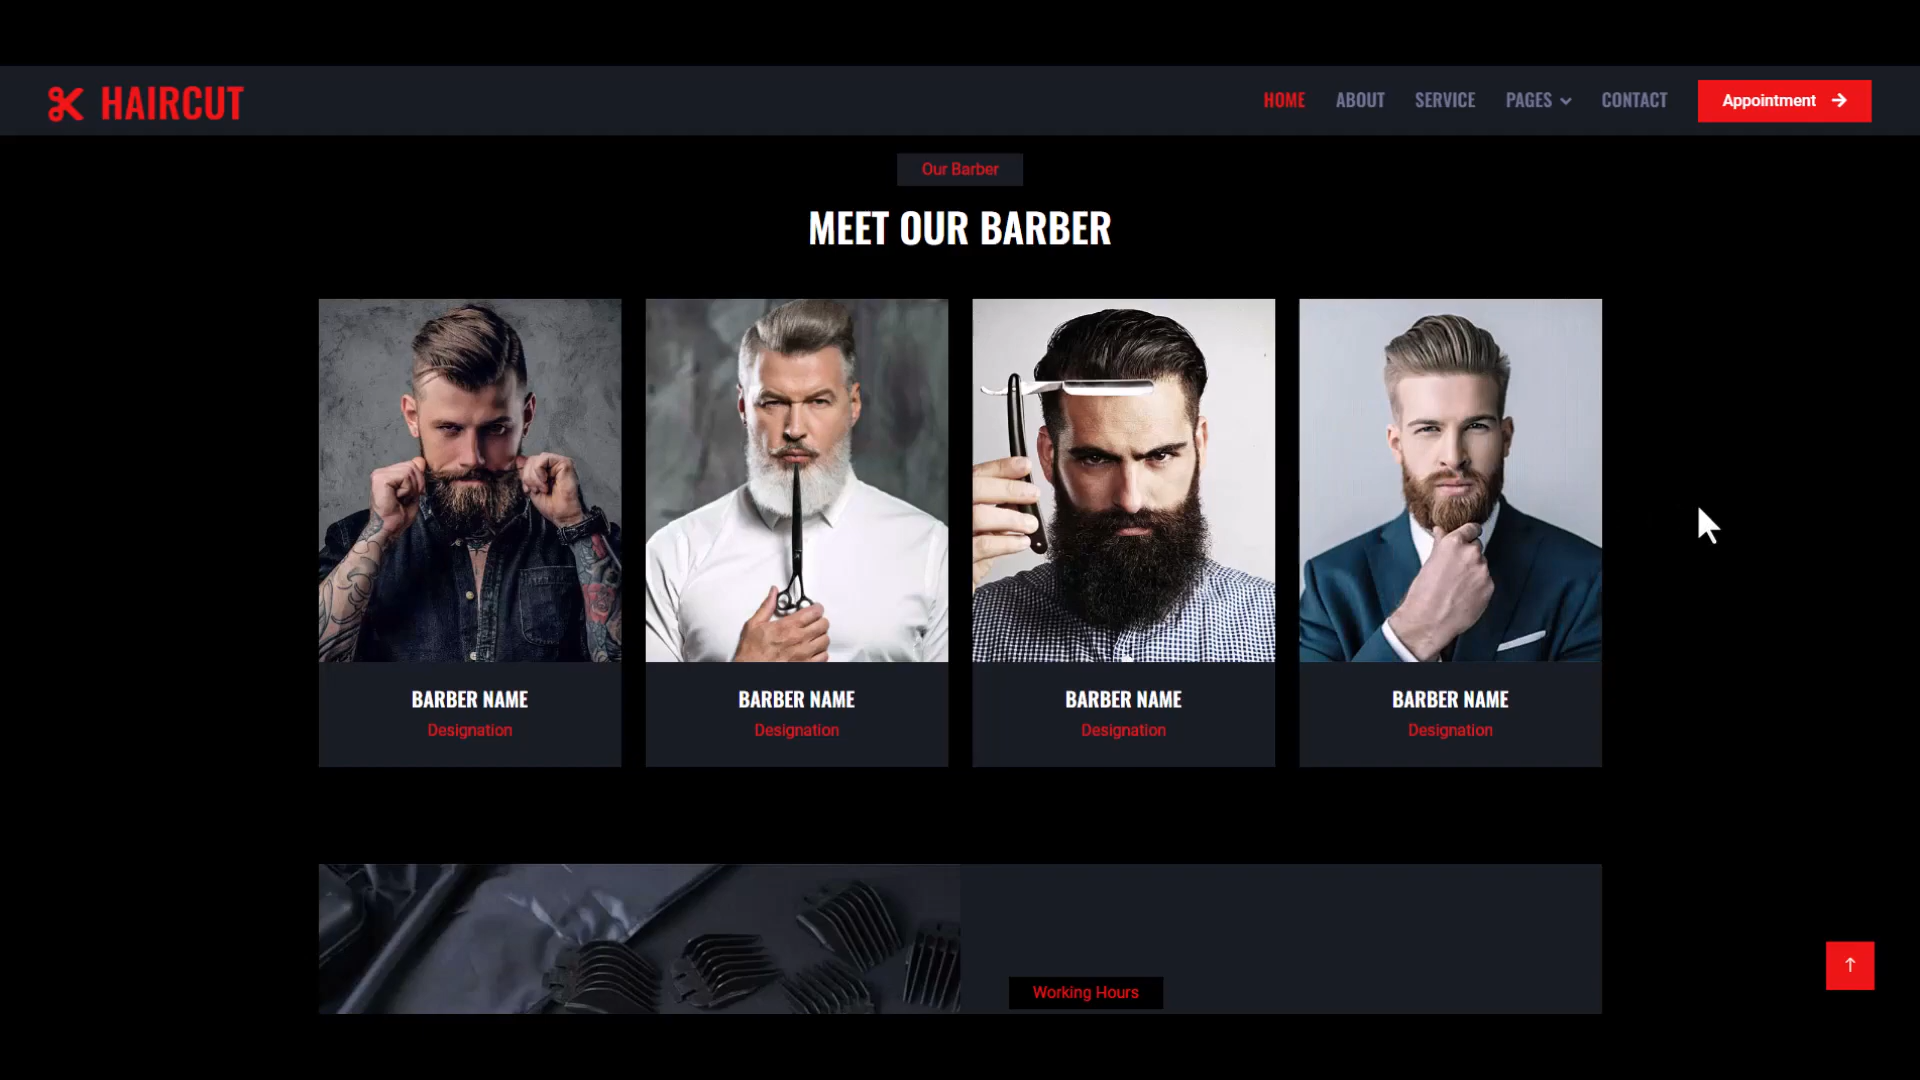 HAIRCUT
HOME ABOUT SERVICE PAGES CONTACT Appointment
Our Barber
MEET OUR BARBER
BARBER NAME BARBER NAME BARBER NAME BARBER NAME
Designation Designation Designation Designation
Working Hours